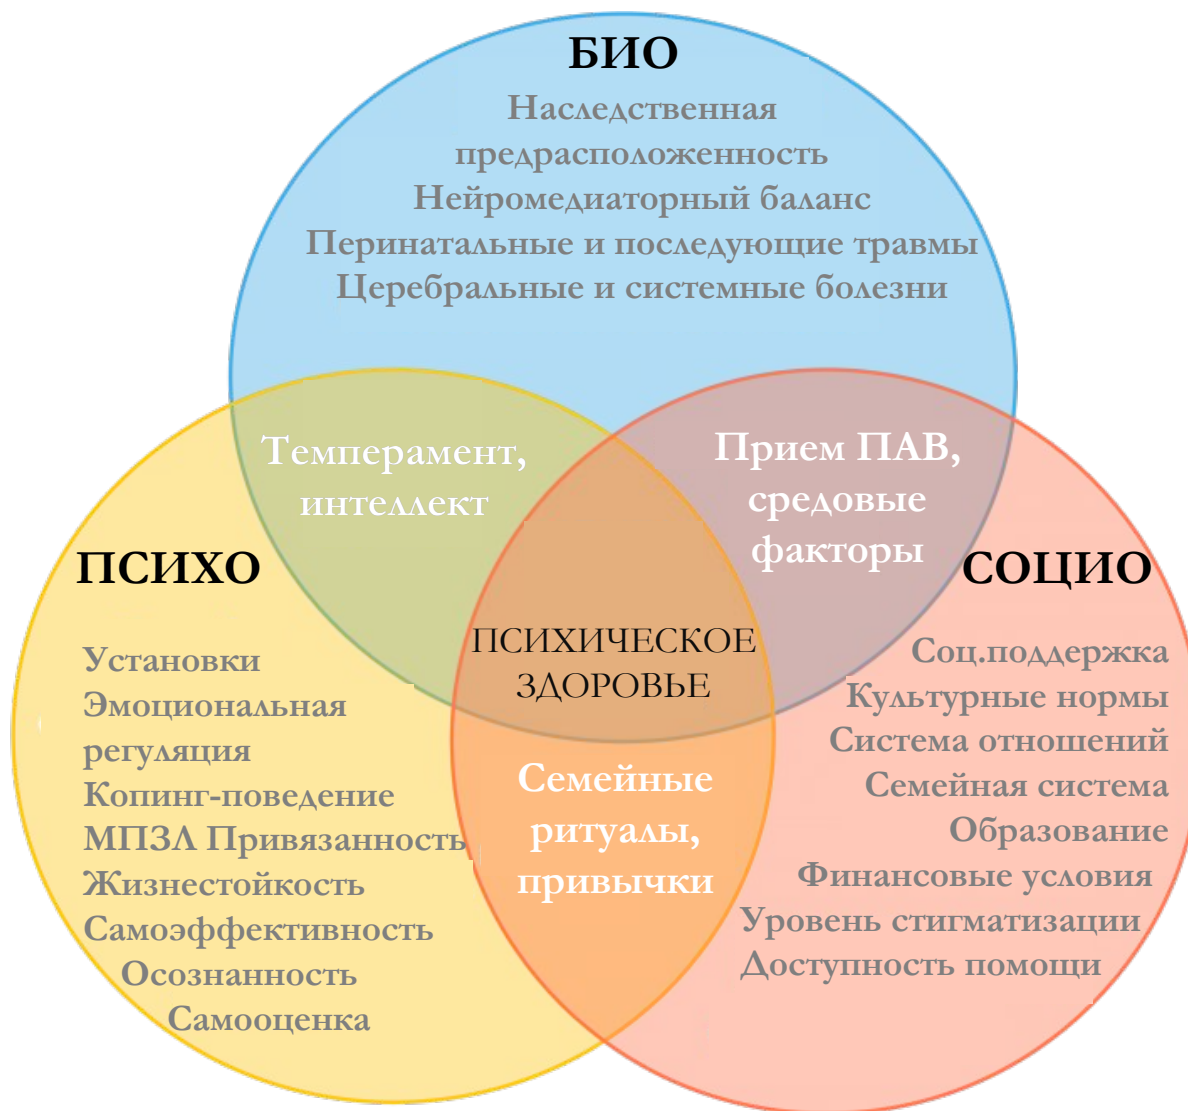 БИО
Наследственная
предрасположенность
Нейромедиаторный баланс
Перинатальные и последующие травмы
Церебральные и системные болезни
Темперамент,
интеллект
Прием ПАВ,
средовые
факторы
ПСИХО
Установки
Эмоциональная
регуляция
Копинг-поведение
МПЗЛ Привязанность
Жизнестойкость
Самоэффективность
Осознанность
Самооценка
ПСИХИЧЕСКОЕ
ЗДОРОВЬЕ
Семейные
ритуалы,
привычки
СОЦИО
Соц.поддержка
Культурные нормы
Система отношений
Семейная система
Образование
Финансовые условия
Уровень стигматизации
Доступность помощи